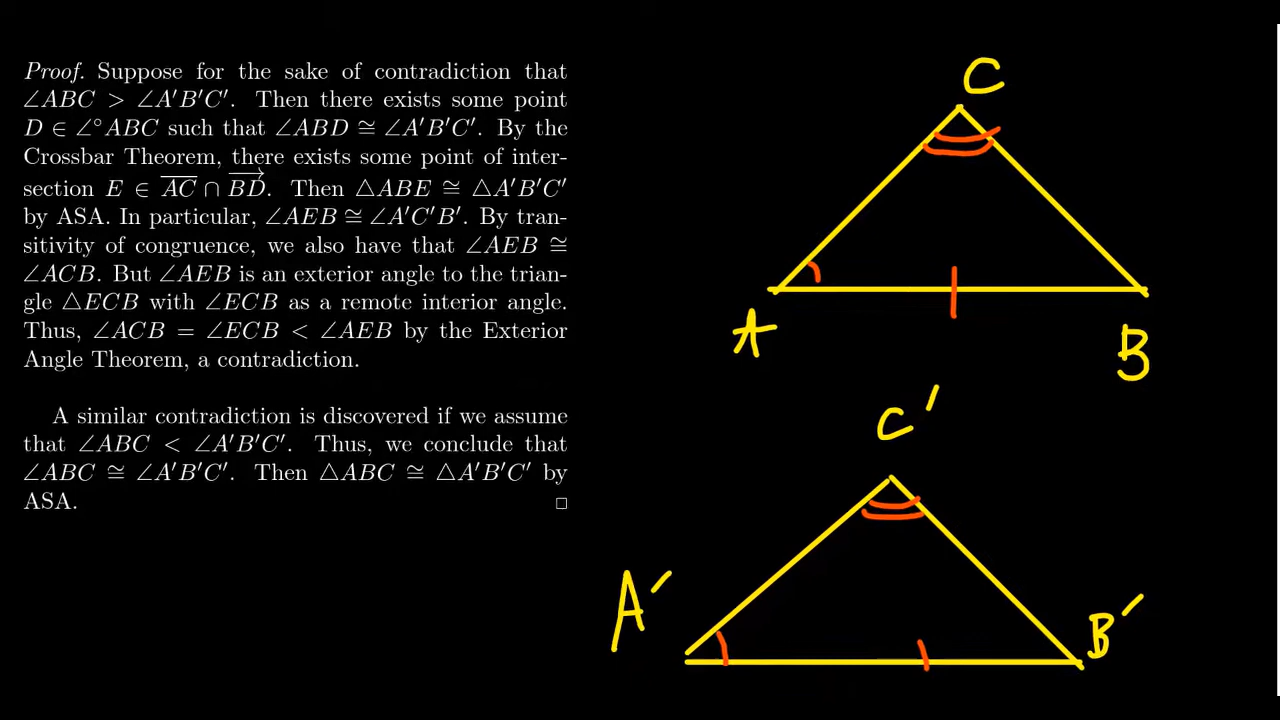 Proof. Suppose for the sake of contradiction that
∠ABC > ∠A′B′C′. Then there exists some point
D ∈ ∠°ABC such that ∠ABD ≅ ∠A′B′C′. By the
Crossbar Theorem, there exists some point of inter-
section E ∈ \overline{AC} ∩ \overrightarrow{BD}. Then △ABE ≅ △A′B′C′
by ASA. In particular, ∠AEB ≅ ∠A′C′B′. By tran-
sitivity of congruence, we also have that ∠AEB ≅
∠ACB. But ∠AEB is an exterior angle to the trian-
gle △ECB with ∠ECB as a remote interior angle.
Thus, ∠ACB = ∠ECB < ∠AEB by the Exterior
Angle Theorem, a contradiction.
A similar contradiction is discovered if we assume
that ∠ABC < ∠A′B′C′. Thus, we conclude that
∠ABC ≅ ∠A′B′C′. Then △ABC ≅ △A′B′C′ by
ASA. □
C
A
B
C′
A′
B′